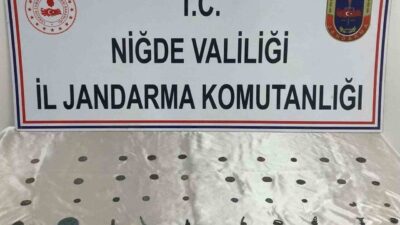 T.C.
NİĞDE VALİLİĞİ
İL JANDARMA KOMUTANLIĞI